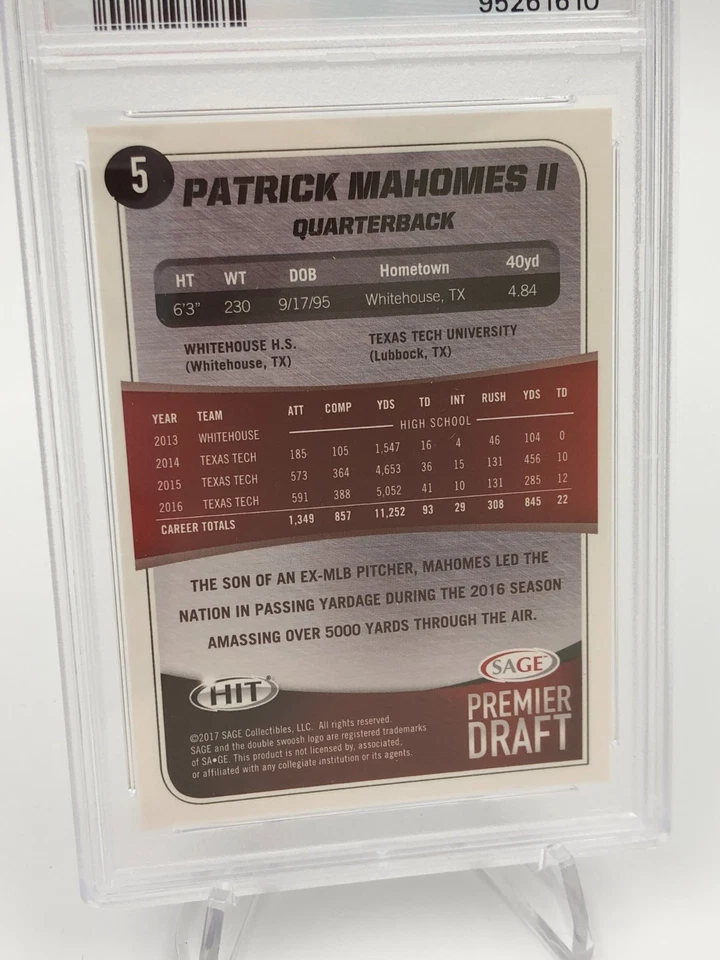 95261610
5
PATRICK MAHOMES II
QUARTERBACK
HT WT DOB Hometown 40yd
6'3" 230 9/17/95 Whitehouse, TX 4.84
WHITEHOUSE H.S. TEXAS TECH UNIVERSITY
(Whitehouse, TX) (Lubbock, TX)
YEAR TEAM ATT COMP YDS TD INT RUSH YDS TD
2013 WHITEHOUSE HIGH SCHOOL
2014 TEXAS TECH 185 105 1,547 16 4 46 104 0
2015 TEXAS TECH 573 364 4,653 36 15 131 456 10
2016 TEXAS TECH 591 388 5,052 41 10 131 285 12
CAREER TOTALS 1,349 857 11,252 93 29 308 845 22
THE SON OF AN EX-MLB PITCHER, MAHOMES LED THE
NATION IN PASSING YARDAGE DURING THE 2016 SEASON
AMASSING OVER 5000 YARDS THROUGH THE AIR.
HIT
SAGE
PREMIER
DRAFT
©2017 SAGE Collectibles, LLC. All rights reserved.
SAGE and the double swoosh logo are registered trademarks
of SA•GE. This product is not licensed by, associated,
or affiliated with any collegiate institution or its agents.